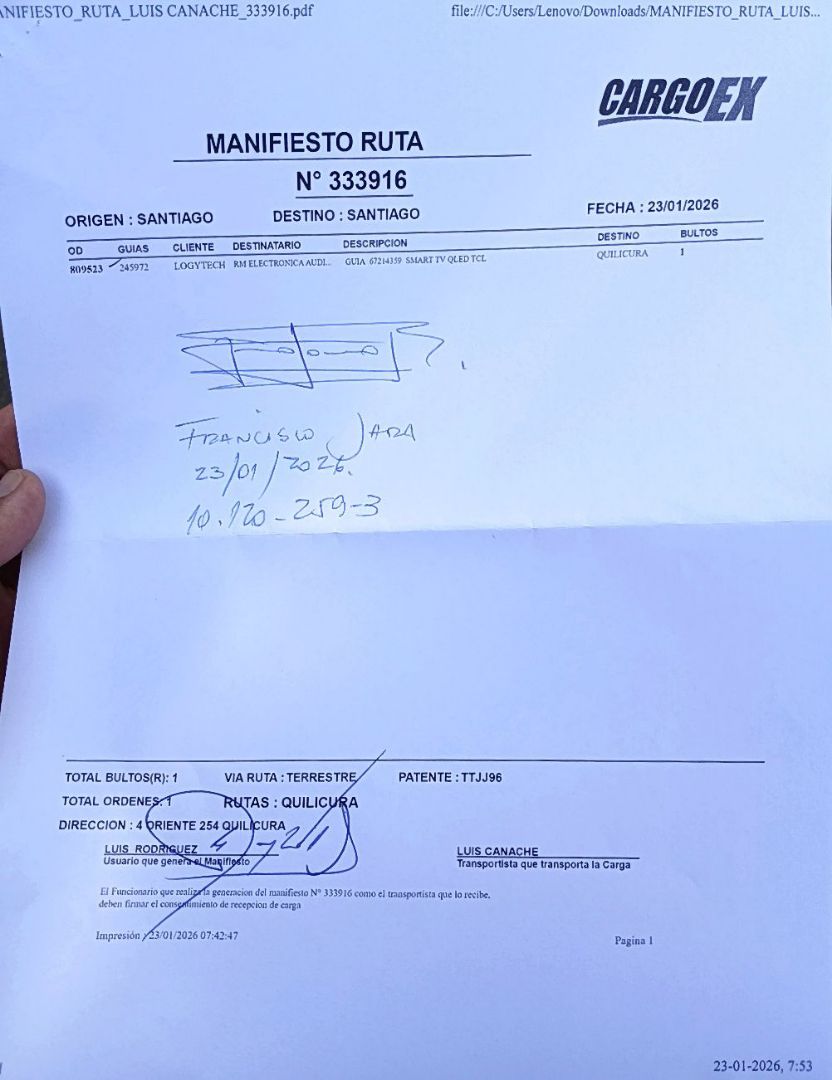 ANIFIESTO_RUTA_LUIS CANACHE_333916.pdf file:///C:/Users/Lenovo/Downloads/MANIFIESTO_RUTA_LUIS...
CARGOEX
MANIFIESTO RUTA
N° 333916
ORIGEN : SANTIAGO DESTINO : SANTIAGO FECHA : 23/01/2026
OD GUIAS CLIENTE DESTINATARIO DESCRIPCION DESTINO BULTOS
809523 245972 LOGYTECH RM ELECTRONICA AUDI... GUIA 67214359 SMART TV QLED TCL QUILICURA 1
FRANCISCO JARA
23/01/2026.
10.120-259-3
TOTAL BULTOS(R): 1 VIA RUTA : TERRESTRE PATENTE : TTJJ96
TOTAL ORDENES: 1 RUTAS : QUILICURA
DIRECCION : 4 ORIENTE 254 QUILICURA
LUIS RODRIGUEZ LUIS CANACHE
Usuario que genera el Manifiesto Transportista que transporta la Carga
El Funcionario que realiza la generacion del manifiesto N° 333916 como el transportista que lo recibe,
deben firmar el consentimiento de recepcion de carga
Impresión 23/01/2026 07:42:47 Pagina 1
23-01-2026, 7:53